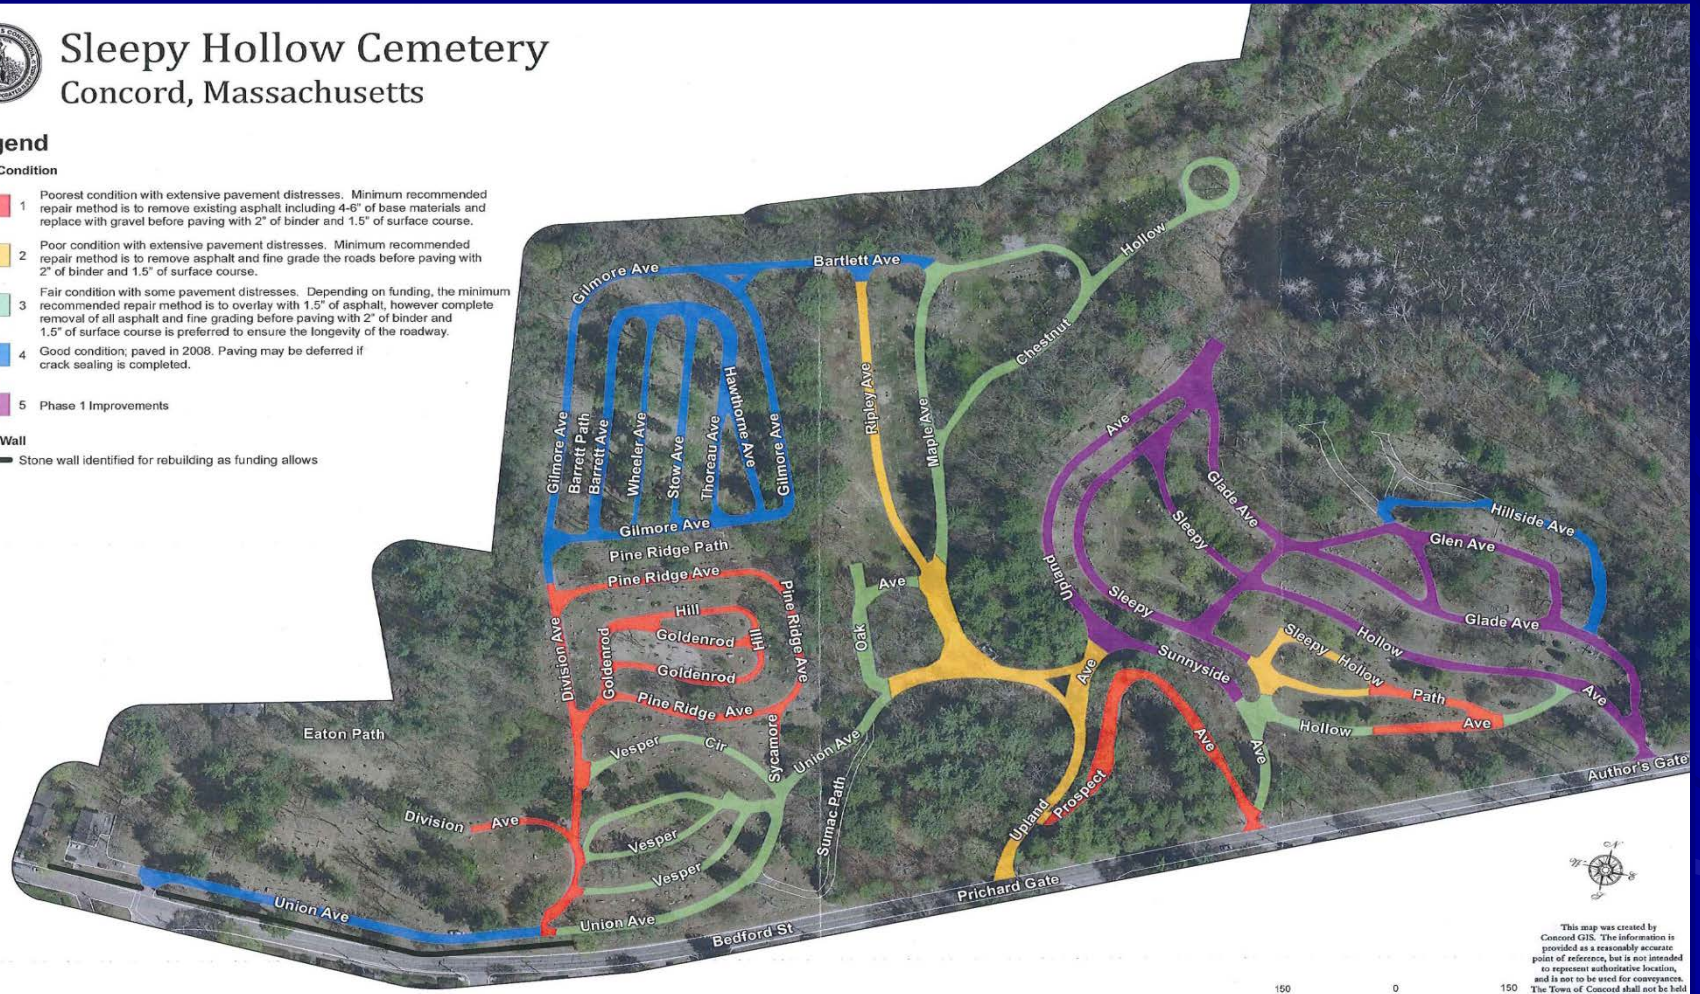 Sleepy Hollow Cemetery
Concord, Massachusetts
gend
Condition
1 Poorest condition with extensive pavement distresses. Minimum recommended
repair method is to remove existing asphalt including 4-6" of base materials and
replace with gravel before paving with 2" of binder and 1.5" of surface course.
2 Poor condition with extensive pavement distresses. Minimum recommended
repair method is to remove asphalt and fine grade the roads before paving with
2" of binder and 1.5" of surface course.
3 Fair condition with some pavement distresses. Depending on funding, the minimum
recommended repair method is to overlay with 1.5" of asphalt, however complete
removal of all asphalt and fine grading before paving with 2" of binder and
1.5" of surface course is preferred to ensure the longevity of the roadway.
4 Good condition; paved in 2008. Paving may be deferred if
crack sealing is completed.
5 Phase 1 Improvements
Wall
Stone wall identified for rebuilding as funding allows
Gilmore Ave
Bartlett Ave
Hollow
Chestnut
Ripley Ave
Maple Ave
Gilmore Ave
Barrett Path
Barrett Ave
Wheeler Ave
Stow Ave
Thoreau Ave
Hawthorne Ave
Gilmore Ave
Gilmore Ave
Pine Ridge Path
Pine Ridge Ave
Pine Ridge Ave
Hill
Goldenrod
Hill
Goldenrod
Goldenrod
Pine Ridge Ave
Division Ave
Ave
Oak
Ave
Upland
Sleepy
Glade Ave
Sleepy
Hillside Ave
Glen Ave
Glade Ave
Hollow
Sunnyside
Ave
Sleepy
Hollow
Path
Ave
Hollow
Ave
Ave
Ave
Author's Gate
Eaton Path
Vesper
Cir
Sycamore
Union Ave
Sumac Path
Division
Ave
Vesper
Vesper
Upland
Prospect
Prichard Gate
Union Ave
Union Ave
Bedford St
N
This map was created by
Concord GIS. The information is
provided as a reasonably accurate
point of reference, but is not intended
to represent authoritative location,
and is not to be used for conveyances.
The Town of Concord shall not be held
150
0
150